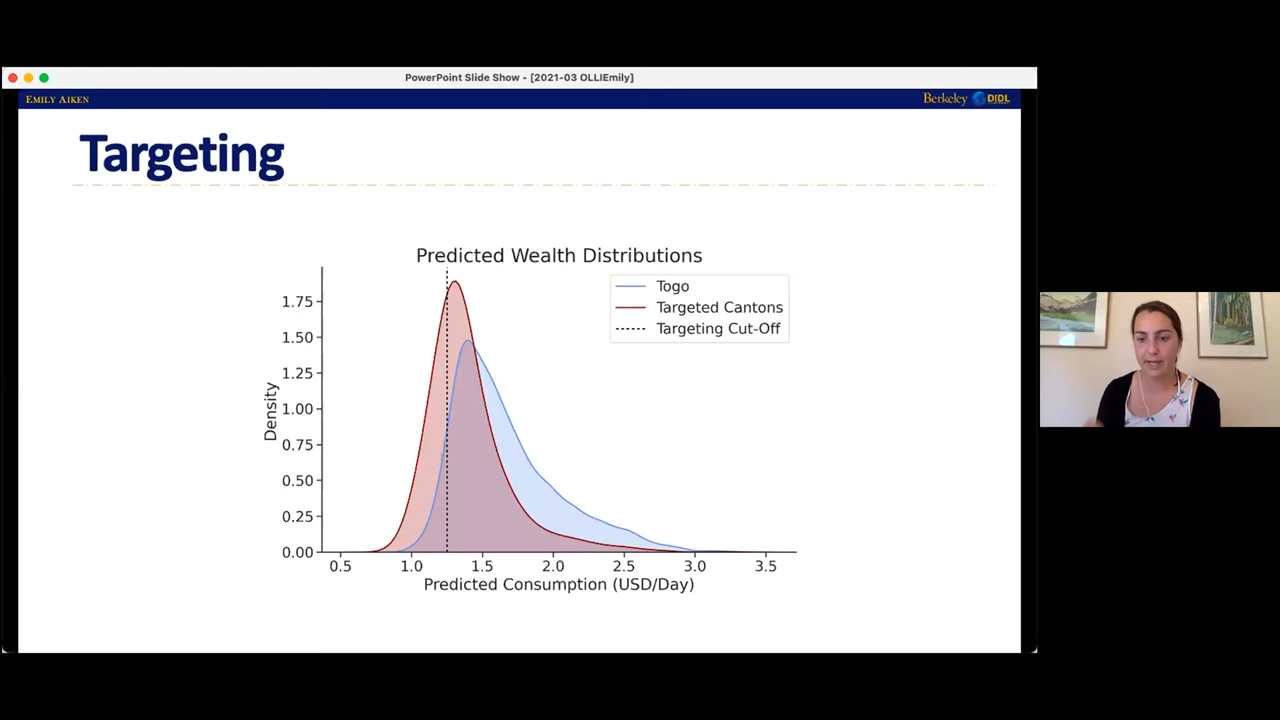 PowerPoint Slide Show - [2021-03 OLLIEmily]
EMILY AIKEN
Berkeley DIDL
Targeting
Predicted Wealth Distributions
Togo
Targeted Cantons
Targeting Cut-Off
1.75
1.50
1.25
1.00
0.75
0.50
0.25
0.00
Density
0.5 1.0 1.5 2.0 2.5 3.0 3.5
Predicted Consumption (USD/Day)